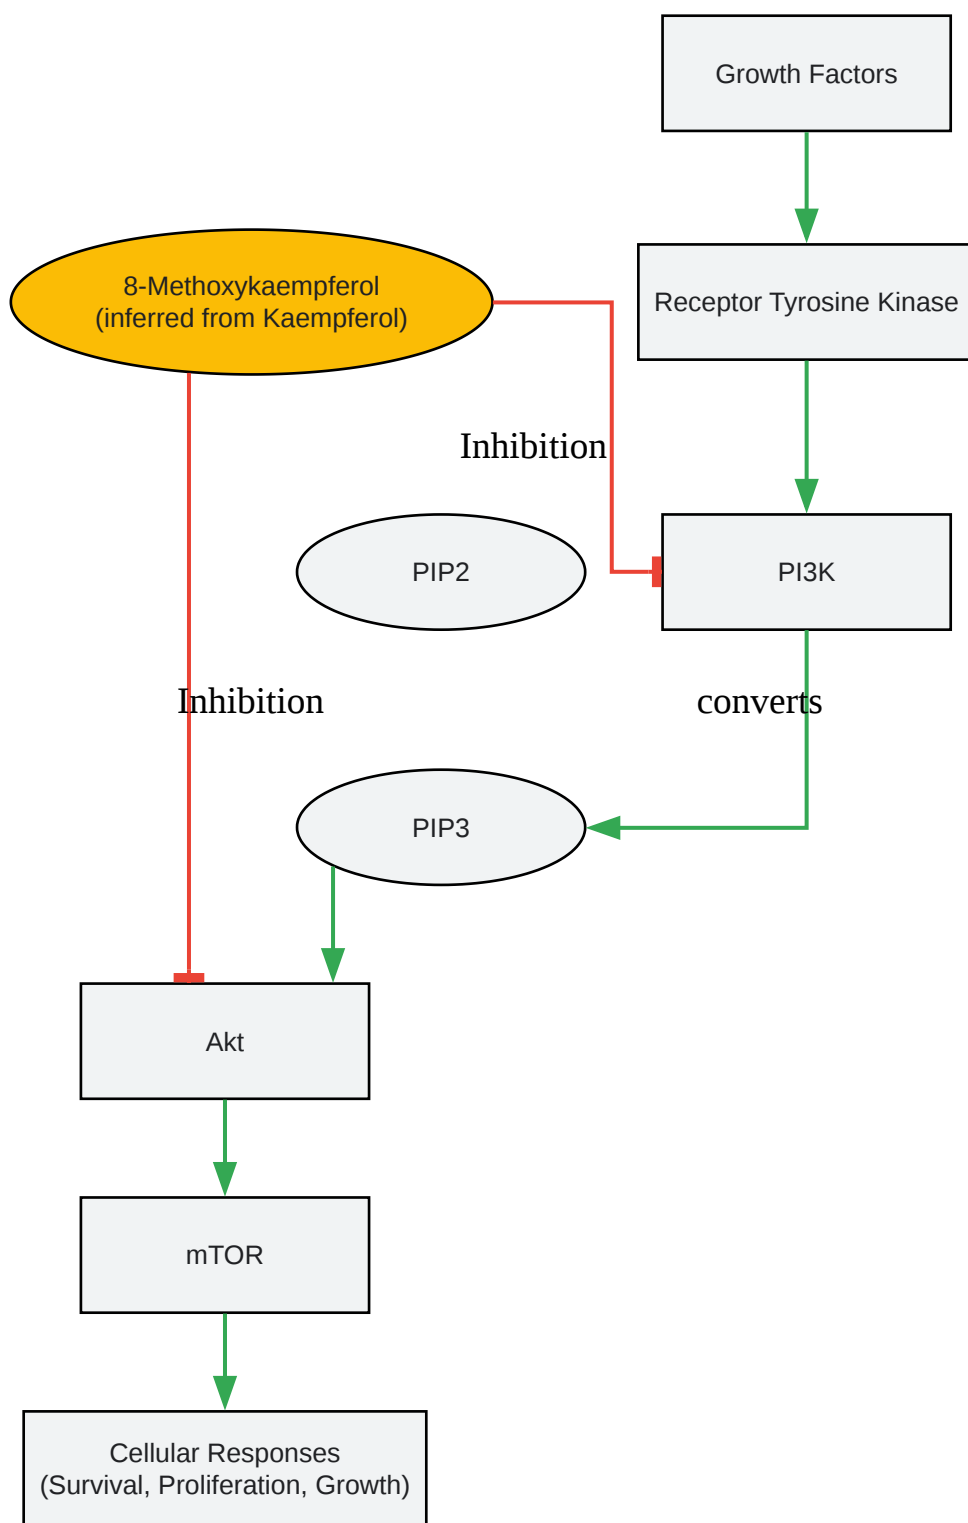 Growth Factors
8-Methoxykaempferol
(inferred from Kaempferol)
Receptor Tyrosine Kinase
Inhibition
PIP2
PI3K
Inhibition
converts
PIP3
Akt
mTOR
Cellular Responses
(Survival, Proliferation, Growth)